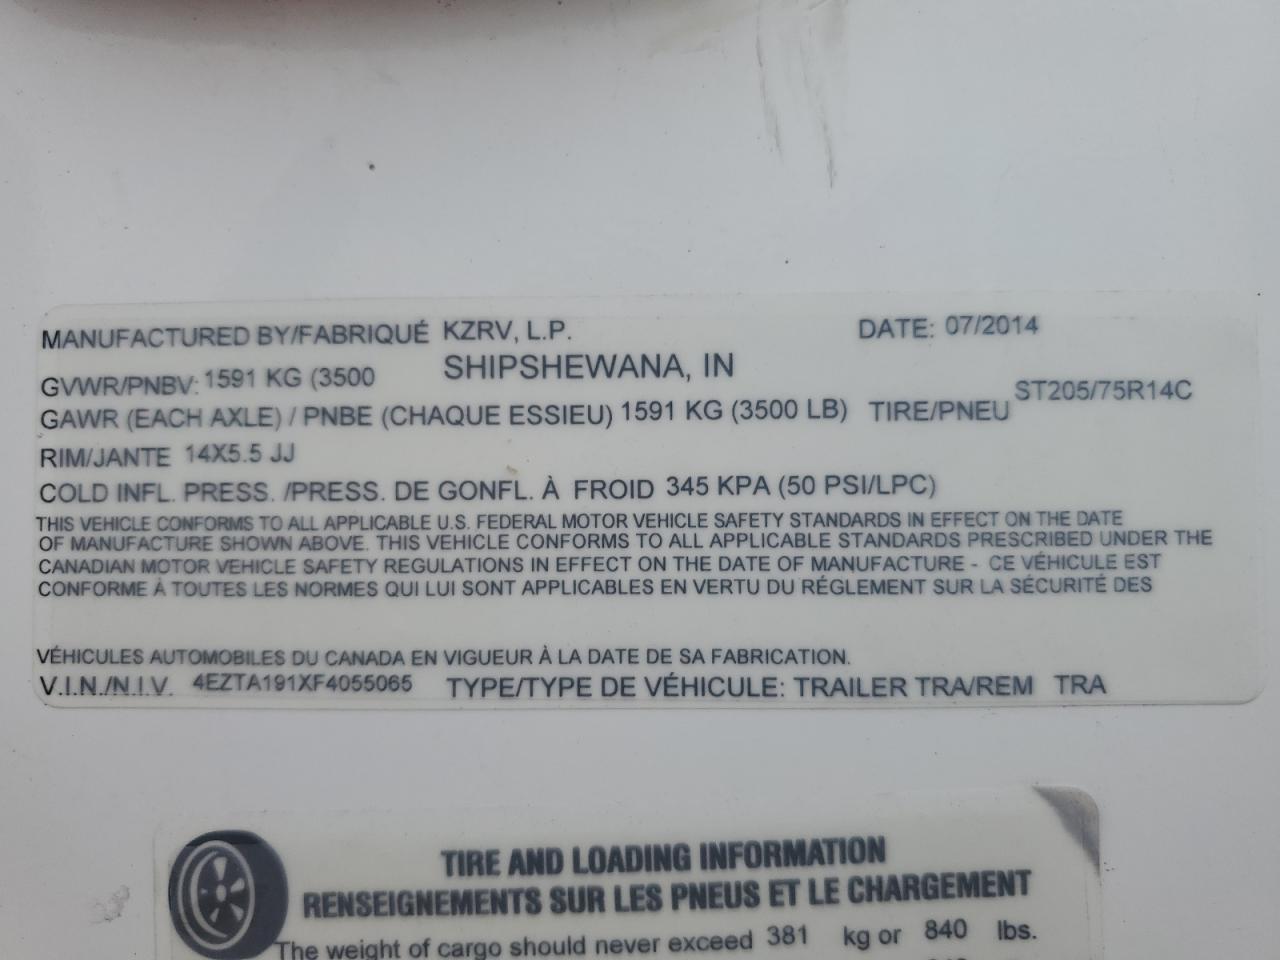 MANUFACTURED BY/FABRIQUÉ KZRV, L.P. DATE: 07/2014
SHIPSHEWANA, IN
GVWR/PNBV: 1591 KG (3500
ST205/75R14C
GAWR (EACH AXLE) / PNBE (CHAQUE ESSIEU) 1591 KG (3500 LB) TIRE/PNEU
RIM/JANTE 14X5.5 JJ
COLD INFL. PRESS. /PRESS. DE GONFL. À FROID 345 KPA (50 PSI/LPC)
THIS VEHICLE CONFORMS TO ALL APPLICABLE U.S. FEDERAL MOTOR VEHICLE SAFETY STANDARDS IN EFFECT ON THE DATE
OF MANUFACTURE SHOWN ABOVE. THIS VEHICLE CONFORMS TO ALL APPLICABLE STANDARDS PRESCRIBED UNDER THE
CANADIAN MOTOR VEHICLE SAFETY REGULATIONS IN EFFECT ON THE DATE OF MANUFACTURE - CE VÉHICULE EST
CONFORME À TOUTES LES NORMES QUI LUI SONT APPLICABLES EN VERTU DU RÉGLEMENT SUR LA SÉCURITÉ DES
VÉHICULES AUTOMOBILES DU CANADA EN VIGUEUR À LA DATE DE SA FABRICATION.
V.I.N./N.I.V. 4EZTA191XF4055065 TYPE/TYPE DE VÉHICULE: TRAILER TRA/REM TRA
TIRE AND LOADING INFORMATION
RENSEIGNEMENTS SUR LES PNEUS ET LE CHARGEMENT
The weight of cargo should never exceed 381 kg or 840 lbs.